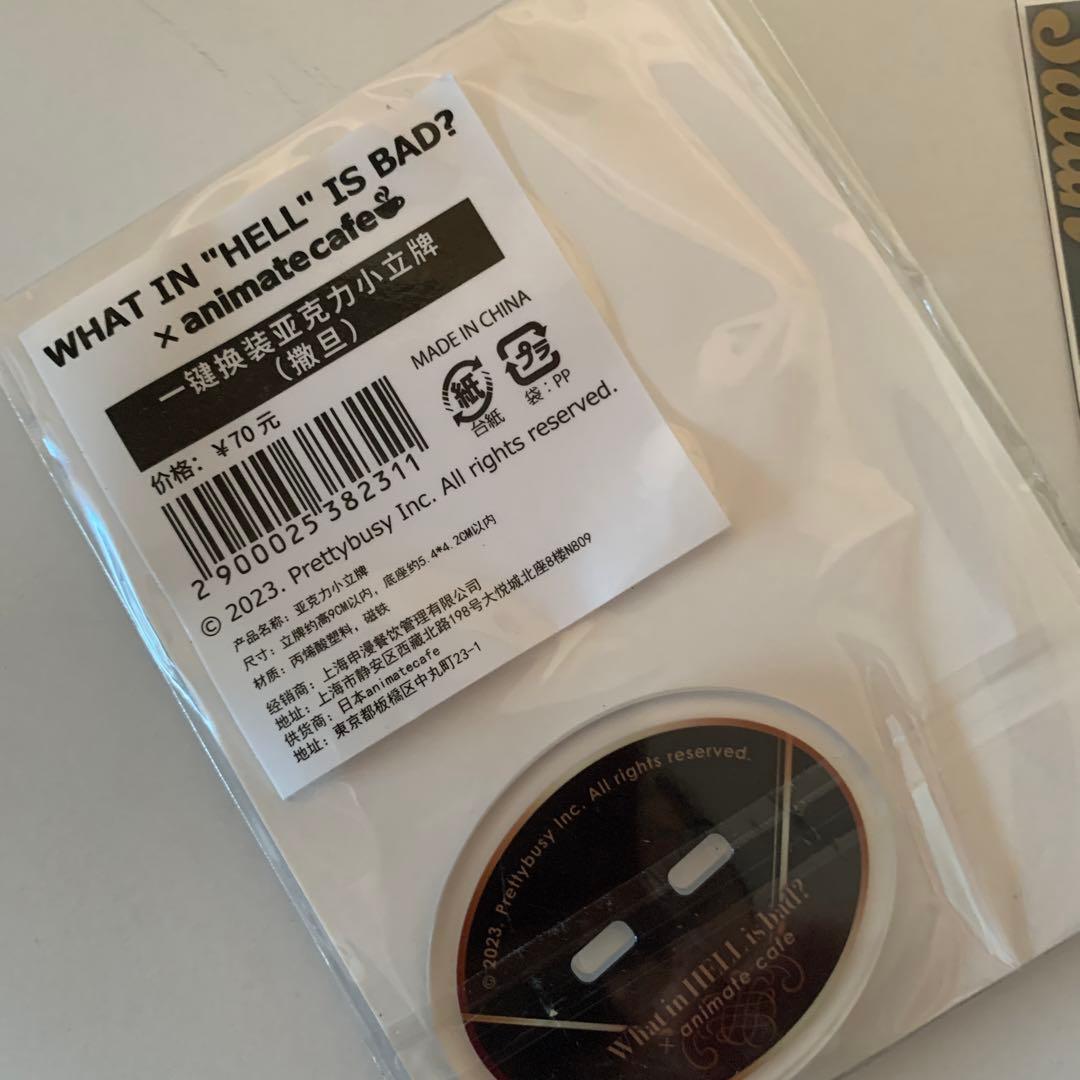 WHAT IN "HELL" IS BAD?
×animatecafe
一键换装亚克力小立牌
(撒旦)
价格：￥70 元
MADE IN CHINA
紙
台紙
プラ
袋：PP
2 900025 382311
© 2023. Prettybusy Inc. All rights reserved.
产品名称：亚克力小立牌
尺寸：立牌约高9CM以内，底座约5.4*4.2CM以内
材质：丙烯酸塑料，磁铁
经销商：上海申漫餐饮管理有限公司
地址：上海市静安区西藏北路198号大悦城北座8楼N809
供货商：日本animatecafe
地址：東京都板橋区中丸町23-1
© 2023. Prettybusy Inc. All rights reserved.
What in HELL is bad?
× animate cafe
Satan